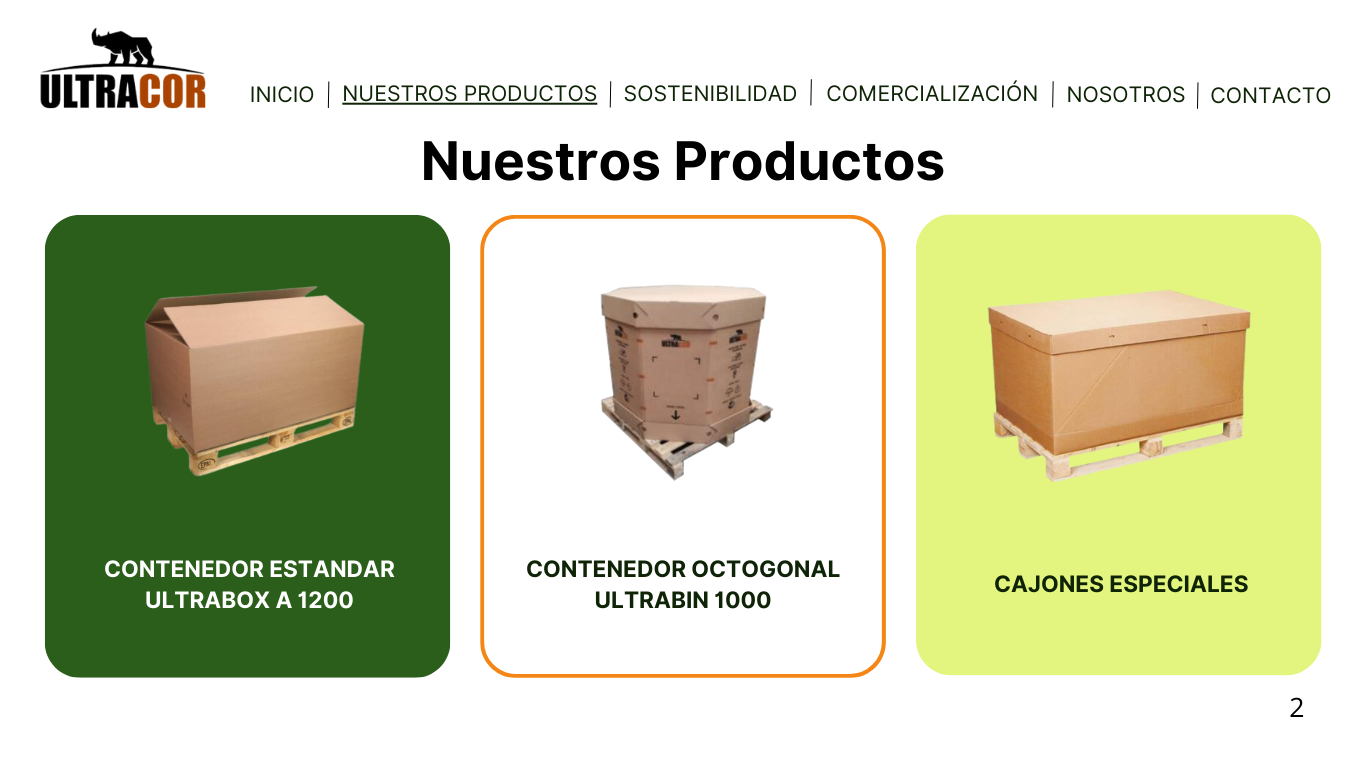 ULTRACOR
INICIO | NUESTROS PRODUCTOS | SOSTENIBILIDAD | COMERCIALIZACIÓN | NOSOTROS | CONTACTO
Nuestros Productos
ULTRACOR
CONTENEDOR ESTANDAR
ULTRABOX A 1200
CONTENEDOR OCTOGONAL
ULTRABIN 1000
CAJONES ESPECIALES
2